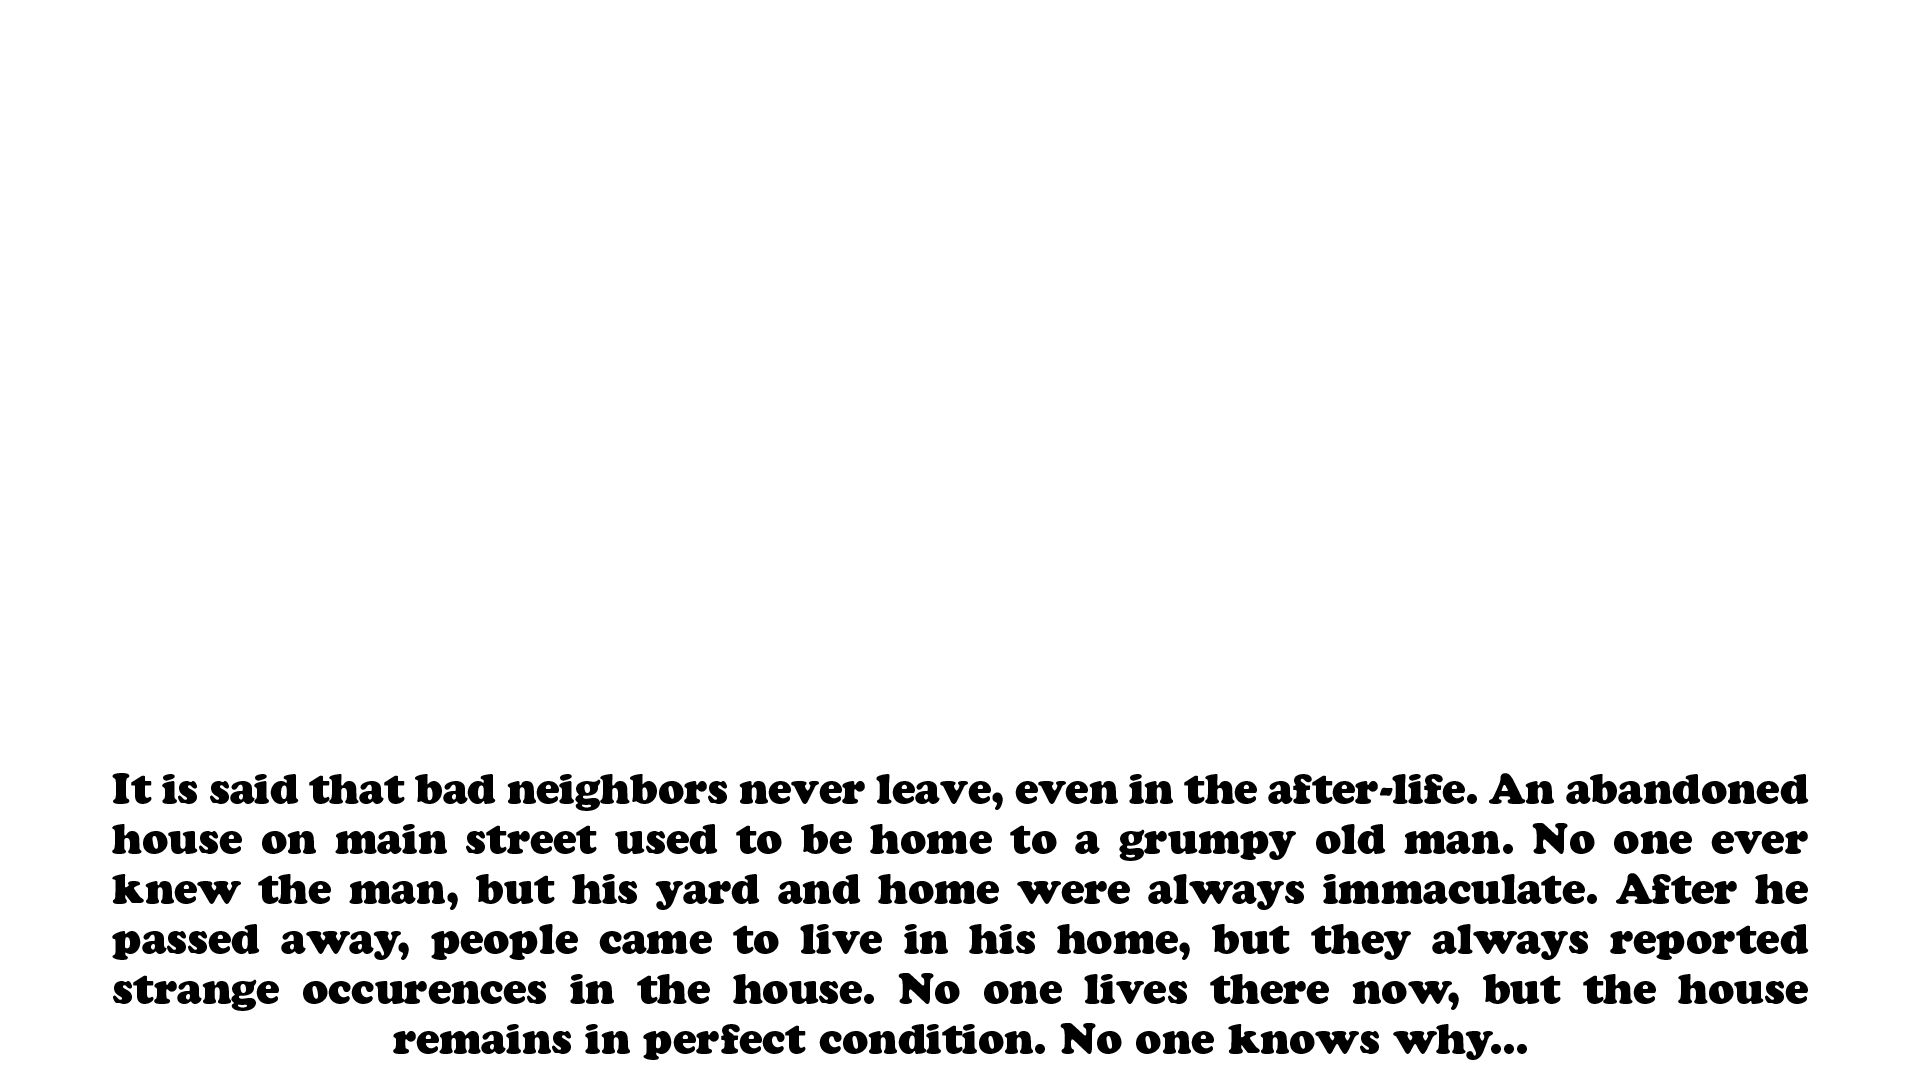 It is said that bad neighbors never leave, even in the after-life. An abandoned
house on main street used to be home to a grumpy old man. No one ever
knew the man, but his yard and home were always immaculate. After he
passed away, people came to live in his home, but they always reported
strange occurences in the house. No one lives there now, but the house
remains in perfect condition. No one knows why...